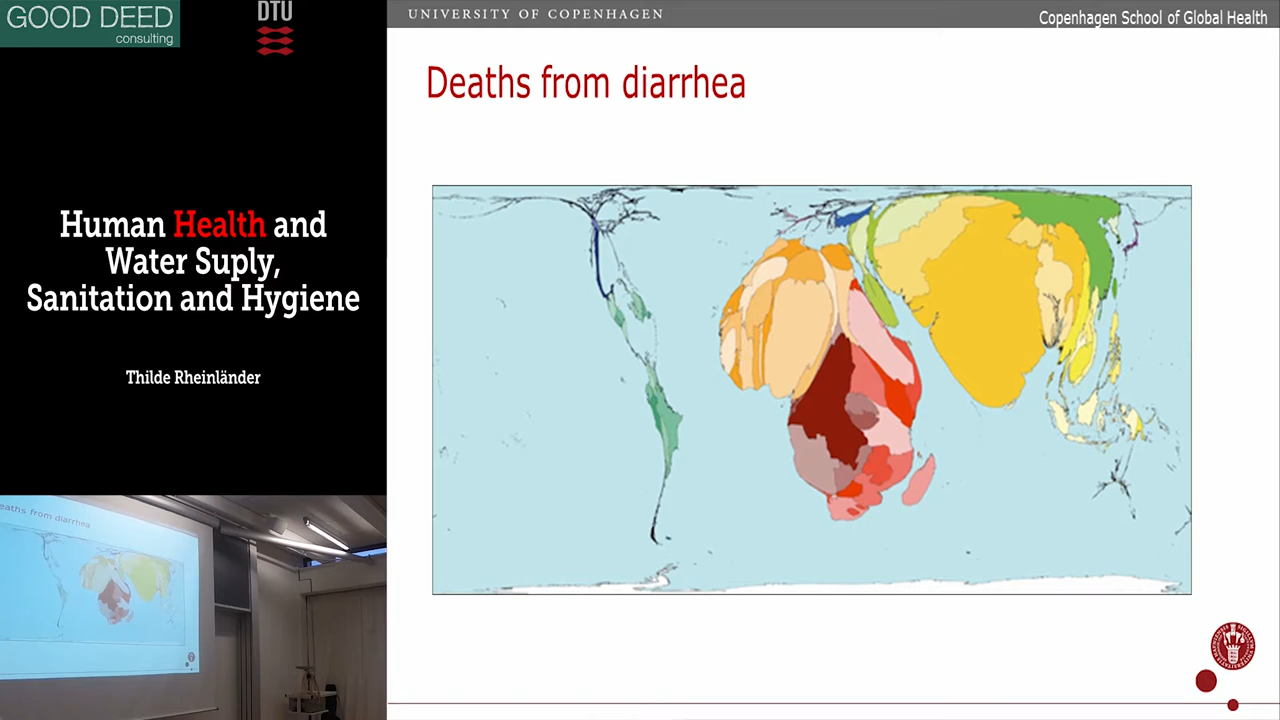 GOOD DEED
consulting
DTU
UNIVERSITY OF COPENHAGEN
Copenhagen School of Global Health
Deaths from diarrhea
Human Health and
Water Suply,
Sanitation and Hygiene
Thilde Rheinländer
eaths from diarrhea